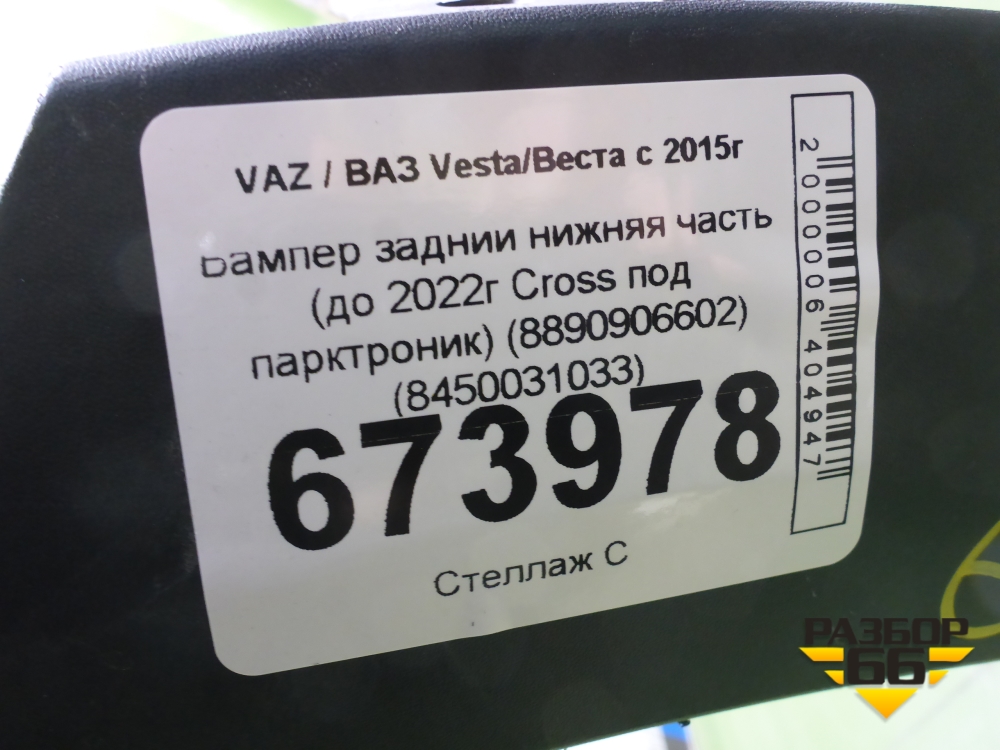 VAZ / ВАЗ Vesta/Веста с 2015г
Бампер задний нижняя часть
(до 2022г Cross под
парктроник) (8890906602)
(8450031033)
673978
Стеллаж С
2000006404947
РАЗБОР
66